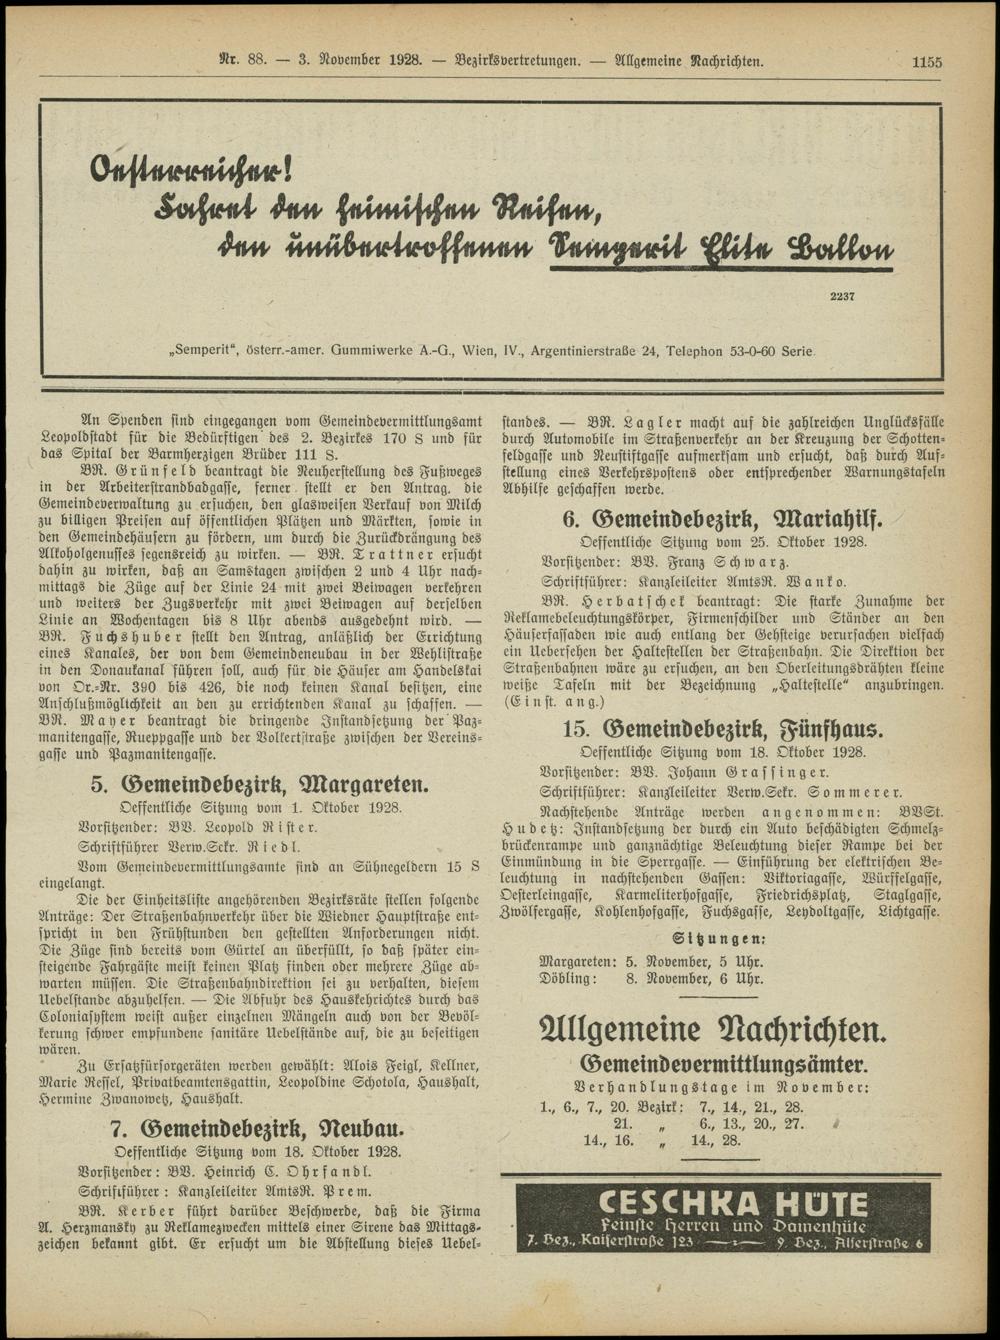 Nr. 88. — 3. November 1928. — Bezirksvertretungen. — Allgemeine Nachrichten. 1155
Oesterreicher!
Fahret den heimischen Reifen,
den unübertroffenen Semperit Elite Ballon
2237
„Semperit“, österr.-amer. Gummiwerke A.-G., Wien, IV., Argentinierstraße 24, Telephon 53-0-60 Serie.
An Spenden sind eingegangen vom Gemeindevermittlungsamt
Leopoldstadt für die Bedürftigen des 2. Bezirkes 170 S und für
das Spital der Barmherzigen Brüder 111 S.
BR. Grünfeld beantragt die Neuherstellung des Fußweges
in der Arbeiterstrandbadgasse, ferner stellt er den Antrag, die
Gemeindeverwaltung zu ersuchen, den glasweisen Verkauf von Milch
zu billigen Preisen auf öffentlichen Plätzen und Märkten, sowie in
den Gemeindehäusern zu fördern, um durch die Zurückdrängung des
Alkoholgenusses segensreich zu wirken. — BR. Trattner ersucht
dahin zu wirken, daß an Samstagen zwischen 2 und 4 Uhr nach-
mittags die Züge auf der Linie 24 mit zwei Beiwagen verkehren
und weiters der Zugsverkehr mit zwei Beiwagen auf derselben
Linie an Wochentagen bis 8 Uhr abends ausgedehnt wird. —
BR. Fuchshuber stellt den Antrag, anläßlich der Errichtung
eines Kanales, der von dem Gemeindeneubau in der Wehlistraße
in den Donaukanal führen soll, auch für die Häuser am Handelskai
von Or.-Nr. 390 bis 426, die noch keinen Kanal besitzen, eine
Anschlußmöglichkeit an den zu errichtenden Kanal zu schaffen. —
BR. Mayer beantragt die dringende Instandsetzung der Paz-
manitengasse, Rueppgasse und der Volkertstraße zwischen der Vereins-
gasse und Pazmanitengasse.
5. Gemeindebezirk, Margareten.
Oeffentliche Sitzung vom 1. Oktober 1928.
Vorsitzender: BV. Leopold Rister.
Schriftführer Verw.Sekr. Riedl.
Vom Gemeindevermittlungsamte sind an Sühnegeldern 15 S
eingelangt.
Die der Einheitsliste angehörenden Bezirksräte stellen folgende
Anträge: Der Straßenbahnverkehr über die Wiedner Hauptstraße ent-
spricht in den Frühstunden den gestellten Anforderungen nicht.
Die Züge sind bereits vom Gürtel an überfüllt, so daß später ein-
steigende Fahrgäste meist keinen Platz finden oder mehrere Züge ab-
warten müssen. Die Straßenbahndirektion sei zu verhalten, diesem
Uebelstande abzuhelfen. — Die Abfuhr des Hauskehrichtes durch das
Coloniasystem weist außer einzelnen Mängeln auch von der Bevöl-
kerung schwer empfundene sanitäre Uebelstände auf, die zu beseitigen
wären.
Zu Ersatzfürsorgeräten werden gewählt: Alois Feigl, Kellner,
Marie Ressel, Privatbeamtensgattin, Leopoldine Schotola, Haushalt,
Hermine Zwanowetz, Haushalt.
7. Gemeindebezirk, Neubau.
Oeffentliche Sitzung vom 18. Oktober 1928.
Vorsitzender: BV. Heinrich C. Ohrfandl.
Schriftführer: Kanzleileiter AmtsR. Prem.
BR. Kerber führt darüber Beschwerde, daß die Firma
A. Herzmansky zu Reklamezwecken mittels einer Sirene das Mittags-
zeichen bekannt gibt. Er ersucht um die Abstellung dieses Uebel-
standes. — BR. Lagler macht auf die zahlreichen Unglücksfälle
durch Automobile im Straßenverkehr an der Kreuzung der Schotten-
feldgasse und Neustiftgasse aufmerksam und ersucht, daß durch Auf-
stellung eines Verkehrspostens oder entsprechender Warnungstafeln
Abhilfe geschaffen werde.
6. Gemeindebezirk, Mariahilf.
Oeffentliche Sitzung vom 25. Oktober 1928.
Vorsitzender: BV. Franz Schwarz.
Schriftführer: Kanzleileiter AmtsR. Wanko.
BR. Herbatschek beantragt: Die starke Zunahme der
Reklamebeleuchtungskörper, Firmenschilder und Ständer an den
Häuserfassaden wie auch entlang der Gehsteige verursachen vielfach
ein Uebersehen der Haltestellen der Straßenbahn. Die Direktion der
Straßenbahnen wäre zu ersuchen, an den Oberleitungsdrähten kleine
weiße Tafeln mit der Bezeichnung „Haltestelle“ anzubringen.
(Einst. ang.)
15. Gemeindebezirk, Fünfhaus.
Oeffentliche Sitzung vom 18. Oktober 1928.
Vorsitzender: BV. Johann Grassinger.
Schriftführer: Kanzleileiter Verw.Sekr. Sommerer.
Nachstehende Anträge werden angenommen: BVSt.
Hudetz: Instandsetzung der durch ein Auto beschädigten Schmelz-
brückenrampe und ganznächtige Beleuchtung dieser Rampe bei der
Einmündung in die Sperrgasse. — Einführung der elektrischen Be-
leuchtung in nachstehenden Gassen: Viktoriagasse, Würffelgasse,
Oesterleingasse, Karmeliterhofgasse, Friedrichsplatz, Staglgasse,
Zwölfergasse, Kohlenhofgasse, Fuchsgasse, Leydoltgasse, Lichtgasse.
Sitzungen:
Margareten: 5. November, 5 Uhr.
Döbling: 8. November, 6 Uhr.
Allgemeine Nachrichten.
Gemeindevermittlungsämter.
Verhandlungstage im November:
1., 6., 7., 20. Bezirk: 7., 14., 21., 28.
21. „ 6., 13., 20., 27.
14., 16. „ 14., 28.
CESCHKA HÜTE
Feinste Herren und Damenhüte
7. Bez., Kaiserstraße 123 — 9. Bez., Alserstraße 6